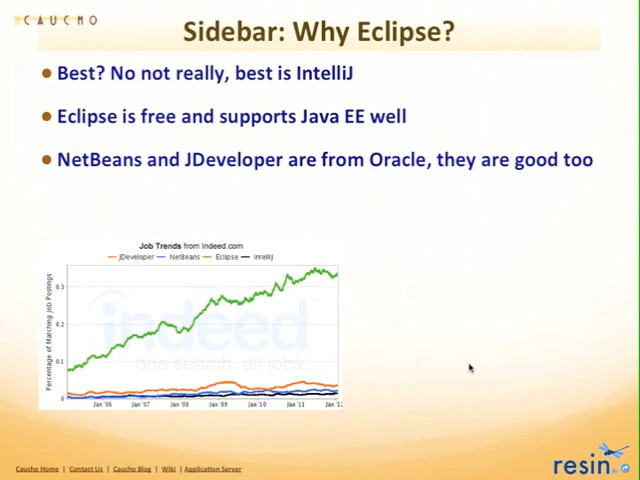 CAUCHO
Sidebar: Why Eclipse?
Best? No not really, best is IntelliJ
Eclipse is free and supports Java EE well
NetBeans and JDeveloper are from Oracle, they are good too
Job Trends from Indeed.com
JDeveloper NetBeans Eclipse IntelliJ
Percentage of Matching Job Postings
0.3
0.2
0.1
0
indeed
one search. all jobs.
Jan '06 Jan '07 Jan '08 Jan '09 Jan '10 Jan '11 Jan '12
Caucho Home | Contact Us | Caucho Blog | Wiki | Application Server
resin